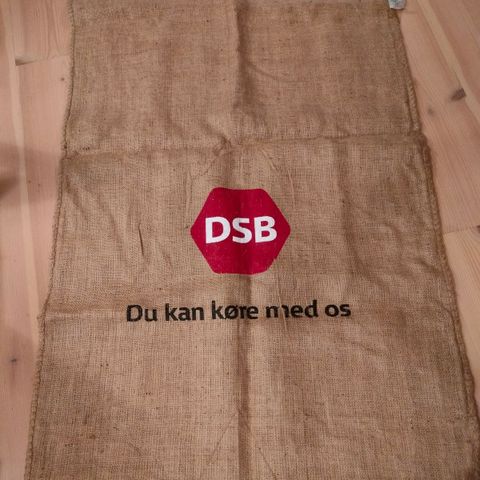 DSB
Du kan køre med os